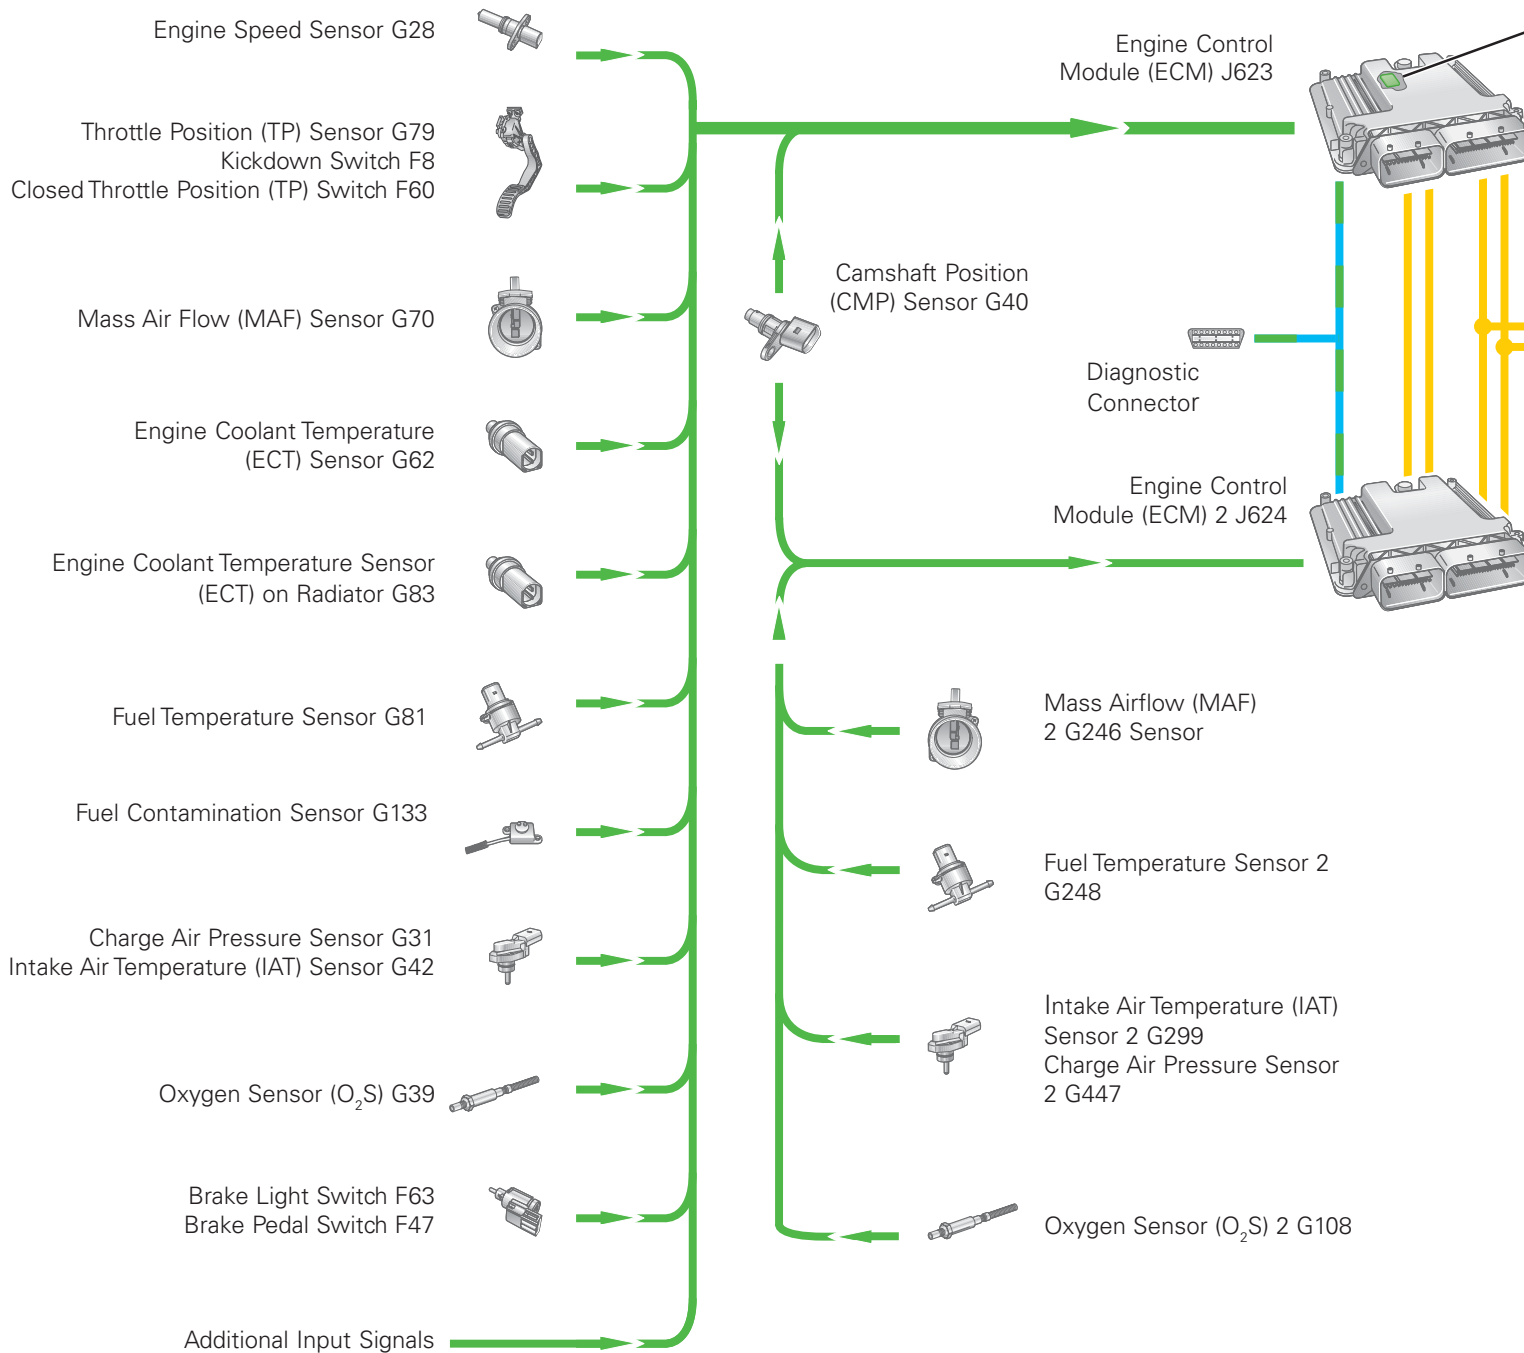 Engine Speed Sensor G28
Throttle Position (TP) Sensor G79
Kickdown Switch F8
Closed Throttle Position (TP) Switch F60
Mass Air Flow (MAF) Sensor G70
Engine Coolant Temperature
(ECT) Sensor G62
Engine Coolant Temperature Sensor
(ECT) on Radiator G83
Fuel Temperature Sensor G81
Fuel Contamination Sensor G133
Charge Air Pressure Sensor G31
Intake Air Temperature (IAT) Sensor G42
Oxygen Sensor (O₂S) G39
Brake Light Switch F63
Brake Pedal Switch F47
Additional Input Signals
Camshaft Position
(CMP) Sensor G40
Engine Control
Module (ECM) J623
Diagnostic
Connector
Engine Control
Module (ECM) 2 J624
Mass Airflow (MAF)
2 G246 Sensor
Fuel Temperature Sensor 2
G248
Intake Air Temperature (IAT)
Sensor 2 G299
Charge Air Pressure Sensor
2 G447
Oxygen Sensor (O₂S) 2 G108